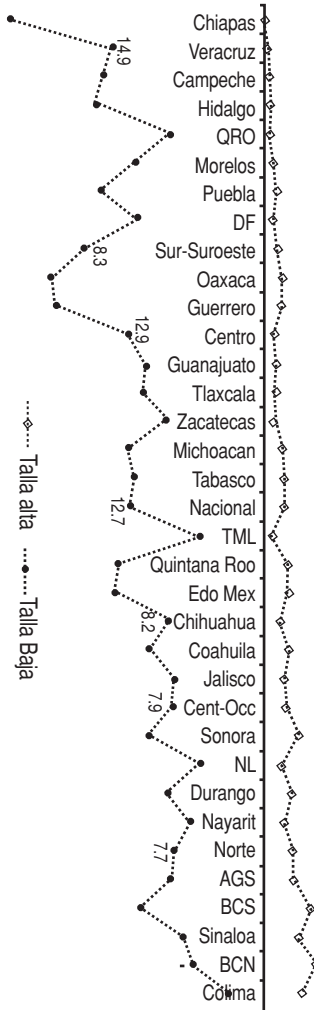 Chiapas
Veracruz
Campeche
Hidalgo
QRO
Morelos
Puebla
DF
Sur-Suroeste
Oaxaca
Guerrero
Centro
Guanajuato
Tlaxcala
Zacatecas
Michoacan
Tabasco
Nacional
TML
Quintana Roo
Edo Mex
Chihuahua
Coahuila
Jalisco
Cent-Occ
Sonora
NL
Durango
Nayarit
Norte
AGS
BCS
Sinaloa
BCN
Colima
14.9
8.3
12.9
12.7
8.2
7.9
7.7
Talla alta
Talla Baja